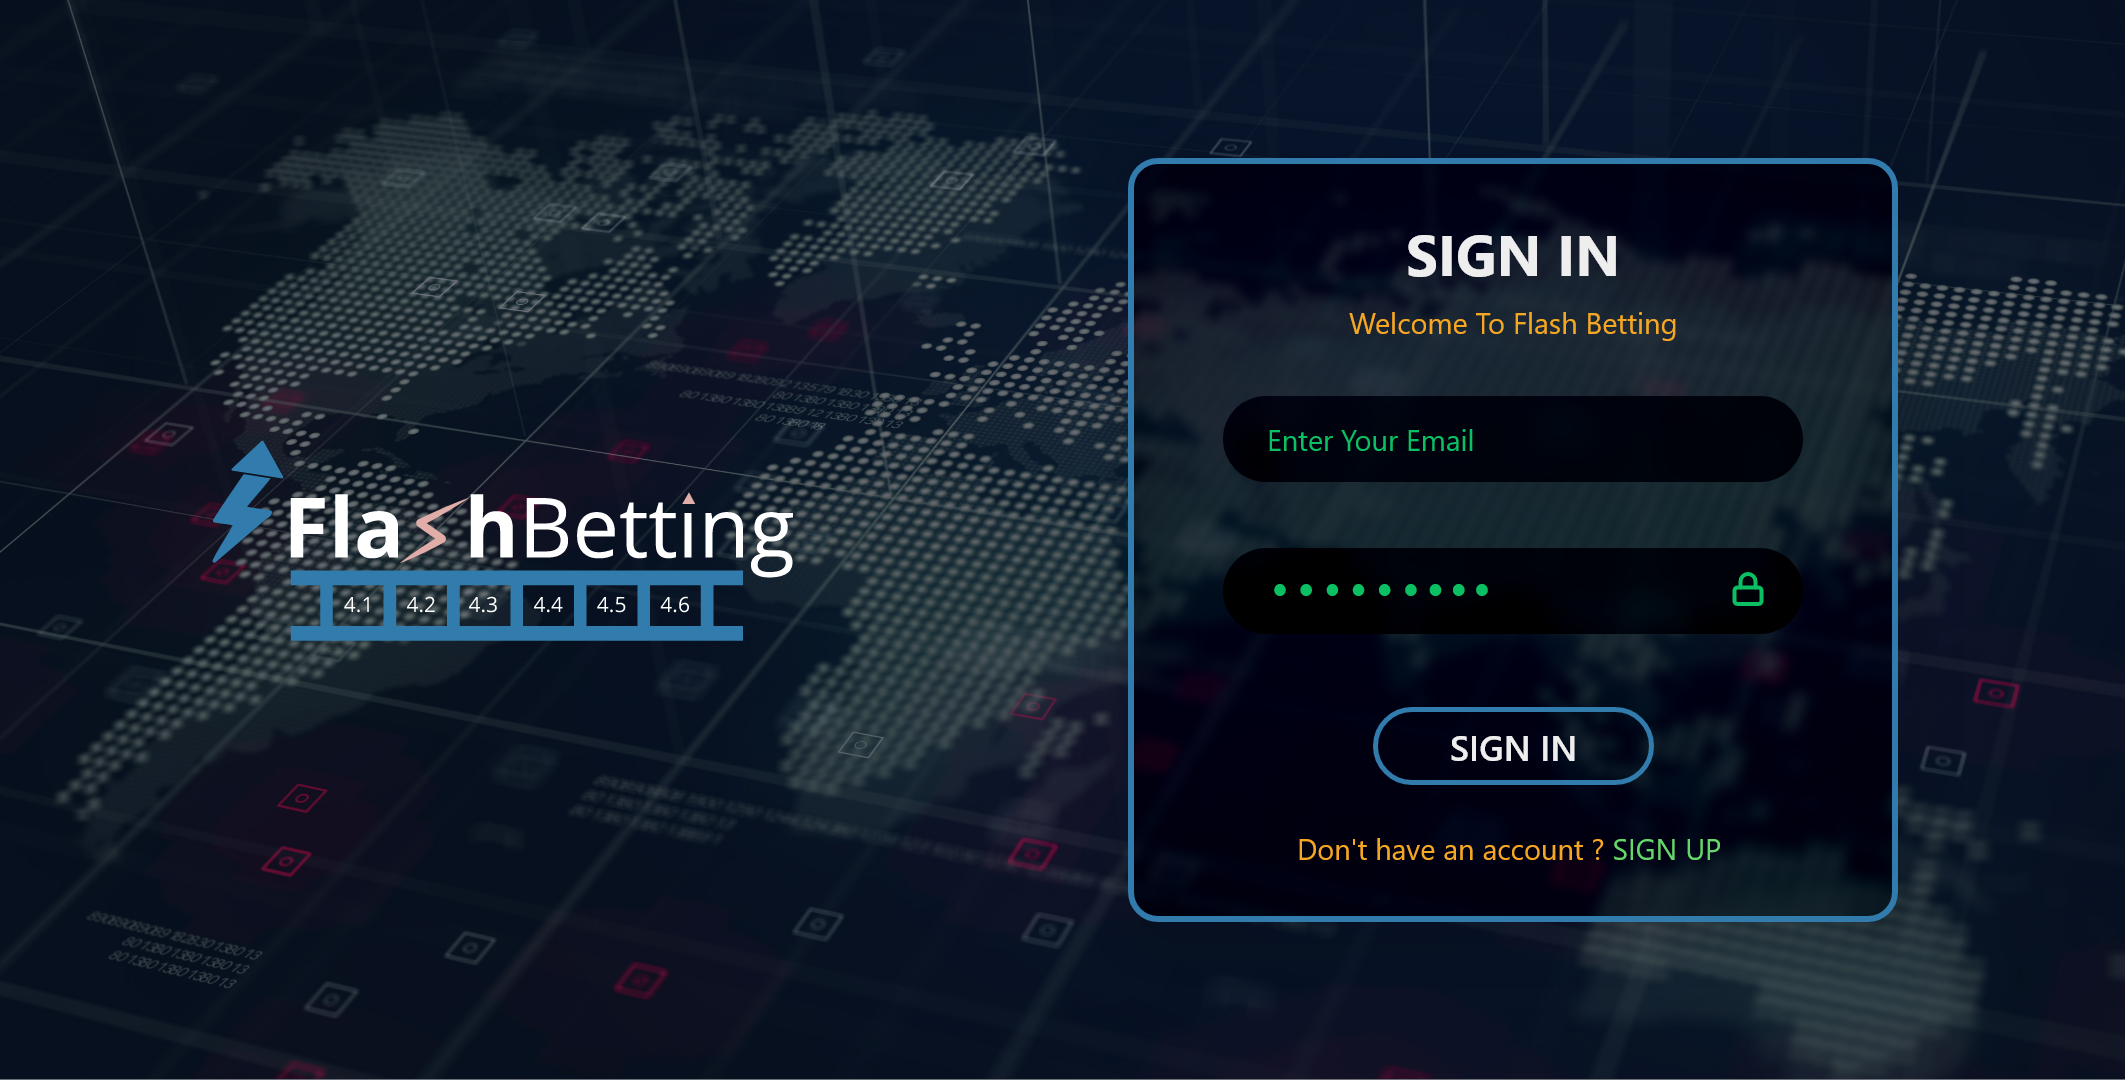 FlashBetting
4.1 4.2 4.3 4.4 4.5 4.6
SIGN IN
Welcome To Flash Betting
Enter Your Email
SIGN IN
Don't have an account ? SIGN UP